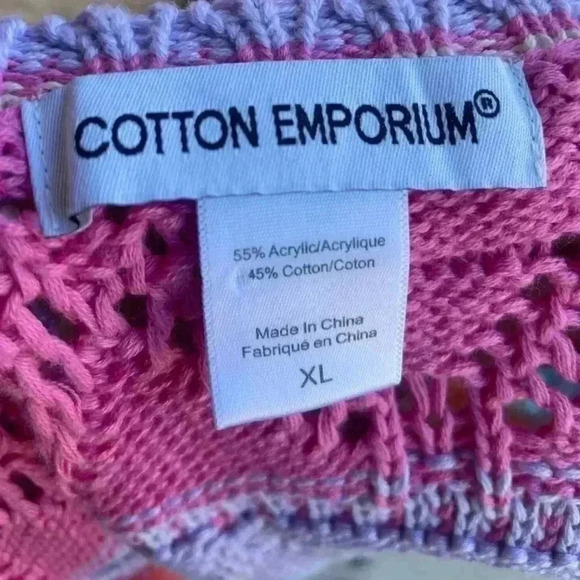 COTTON EMPORIUM®
55% Acrylic/Acrylique
45% Cotton/Coton
Made In China
Fabriqué en China
XL